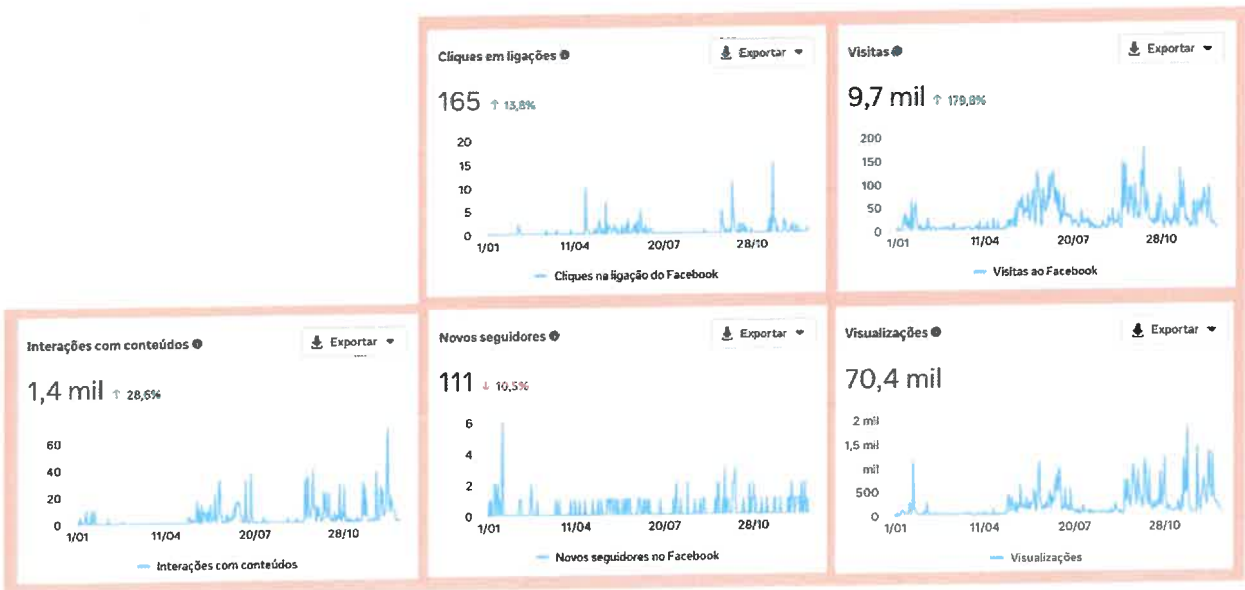 Cliques em ligações
Exportar
165 ↑ 13,8%
20
15
10
5
0
1/01 11/04 20/07 28/10
Cliques na ligação do Facebook
Visitas
Exportar
9,7 mil ↑ 179,8%
200
150
100
50
0
1/01 11/04 20/07 28/10
Visitas ao Facebook
Interações com conteúdos
Exportar
1,4 mil ↑ 28,6%
60
40
20
0
1/01 11/04 20/07 28/10
Interações com conteúdos
Novos seguidores
Exportar
111 ↓ 10,5%
6
4
2
0
1/01 11/04 20/07 28/10
Novos seguidores no Facebook
Visualizações
Exportar
70,4 mil
2 mil
1,5 mil
mil
500
0
1/01 11/04 20/07 28/10
Visualizações